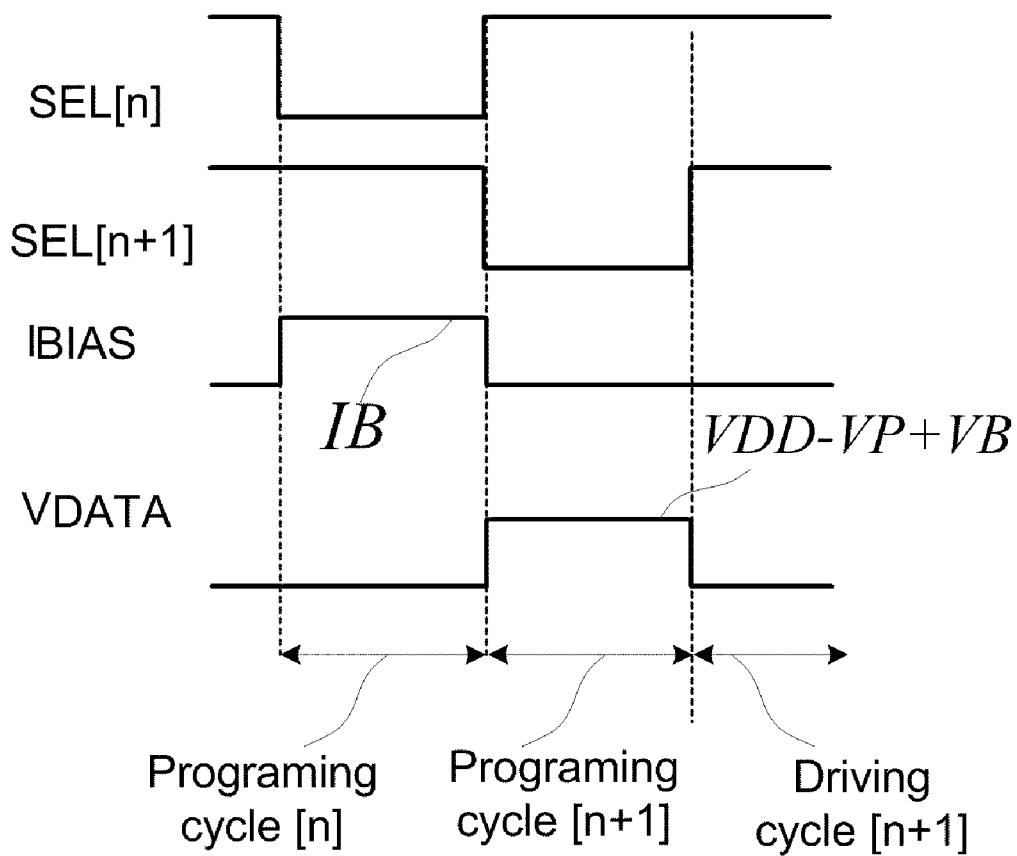 SEL[n]
SEL[n+1]
IBIAS
IB
VDD-VP+VB
VDATA
Programing
cycle [n]
Programing
cycle [n+1]
Driving
cycle [n+1]